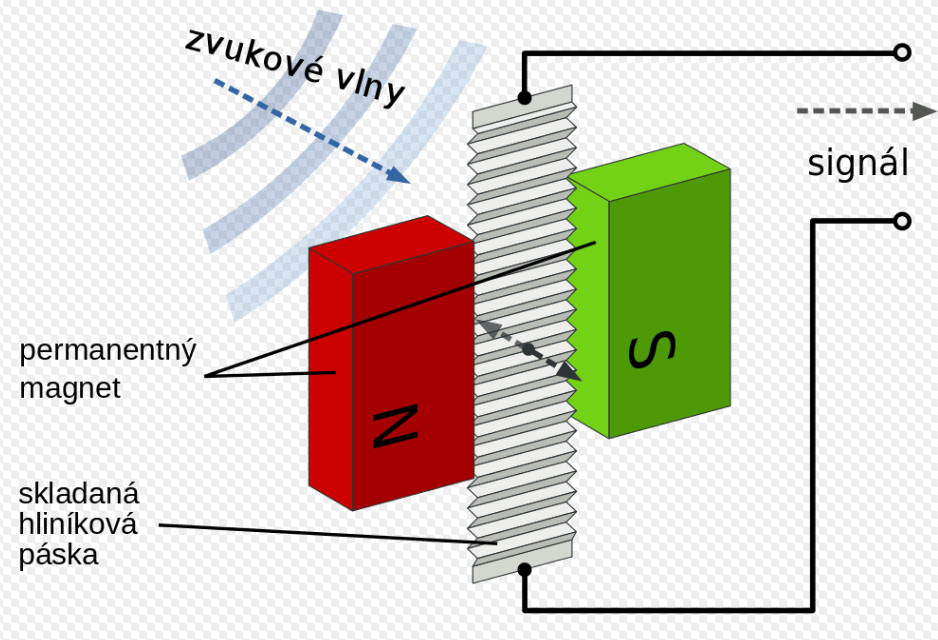 zvukové vlny
signál
permanentný
magnet
S
N
skladaná
hliníková
páska